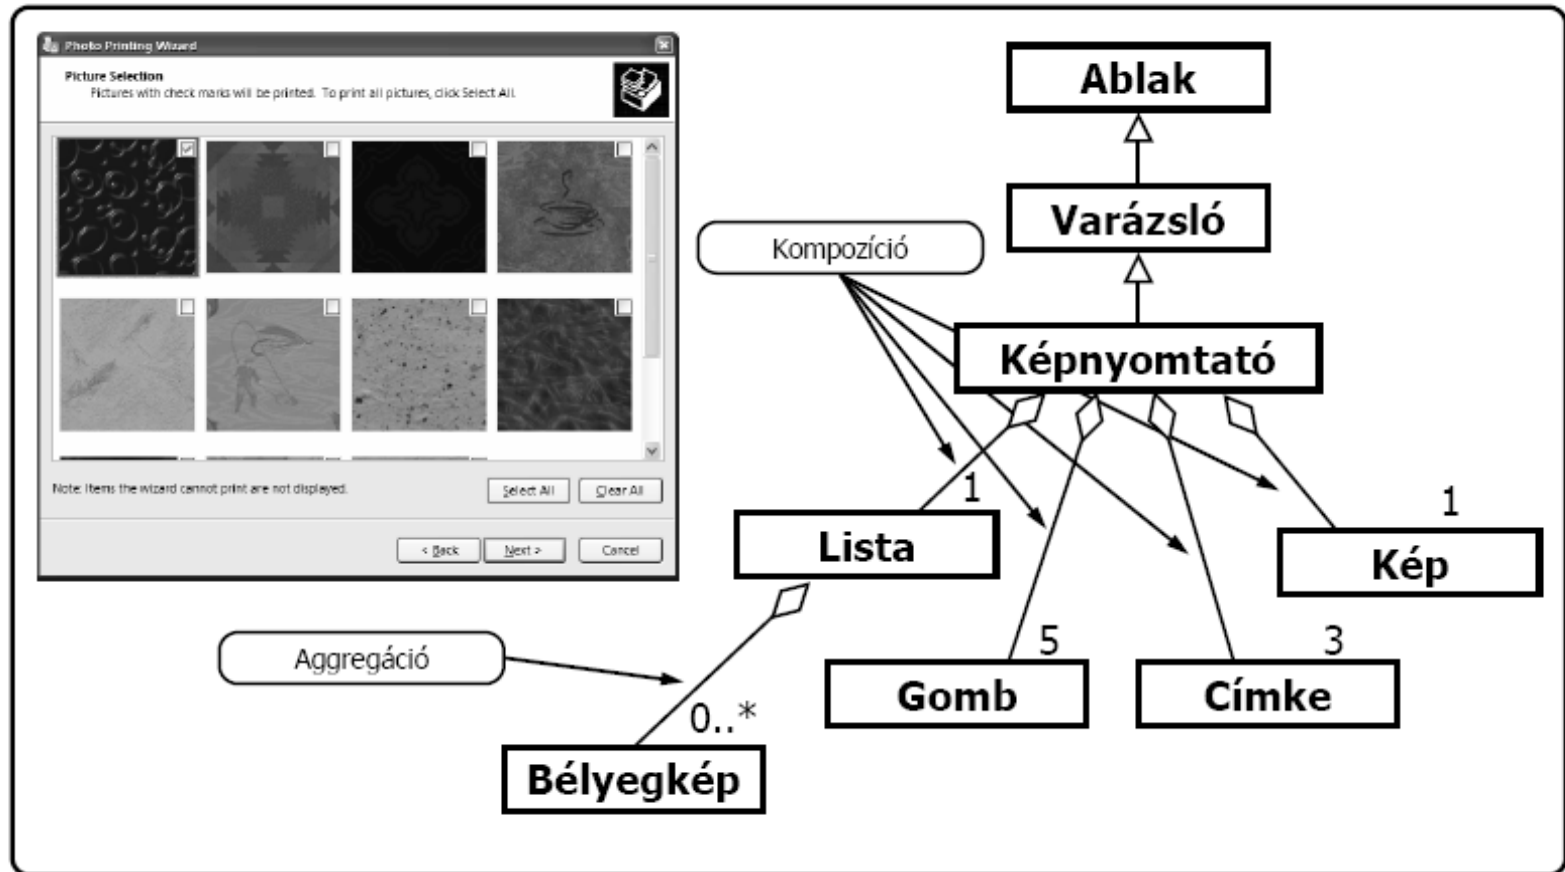 Photo Printing Wizard
Picture Selection
Pictures with check marks will be printed. To print all pictures, click Select All.
Note: Items the wizard cannot print are not displayed.
Select All
Clear All
< Back
Next >
Cancel
Ablak
Varázsló
Kompozíció
Képnyomtató
1
1
Lista
Kép
Aggregáció
5
3
Gomb
Címke
0..*
Bélyegkép